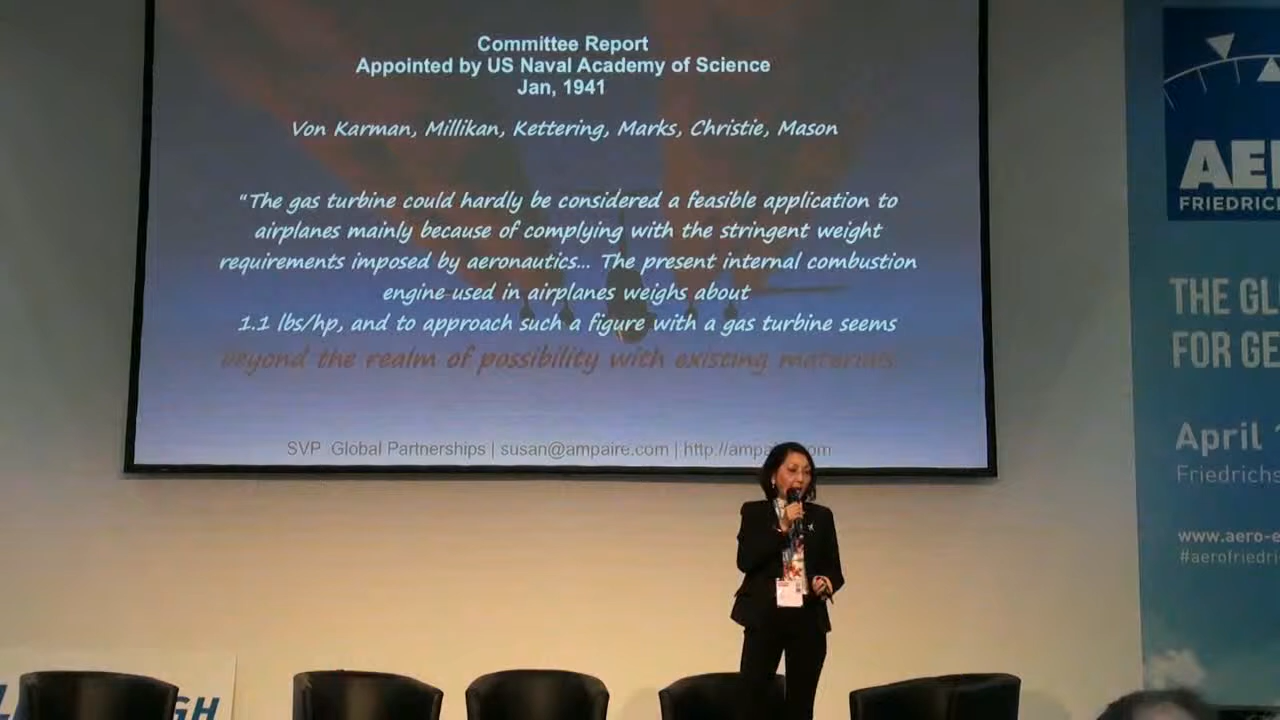 Committee Report
Appointed by US Naval Academy of Science
Jan, 1941
Von Karman, Millikan, Kettering, Marks, Christie, Mason
“The gas turbine could hardly be considered a feasible application to
airplanes mainly because of complying with the stringent weight
requirements imposed by aeronautics... The present internal combustion
engine used in airplanes weighs about
1.1 lbs/hp, and to approach such a figure with a gas turbine seems
beyond the realm of possibility with existing materials.
SVP Global Partnerships | susan@ampaire.com | http://ampa .com
AE
FRIEDRICH
THE GL
FOR GE
April
Friedrichs
www.aero-e
#aerofriedri
GH